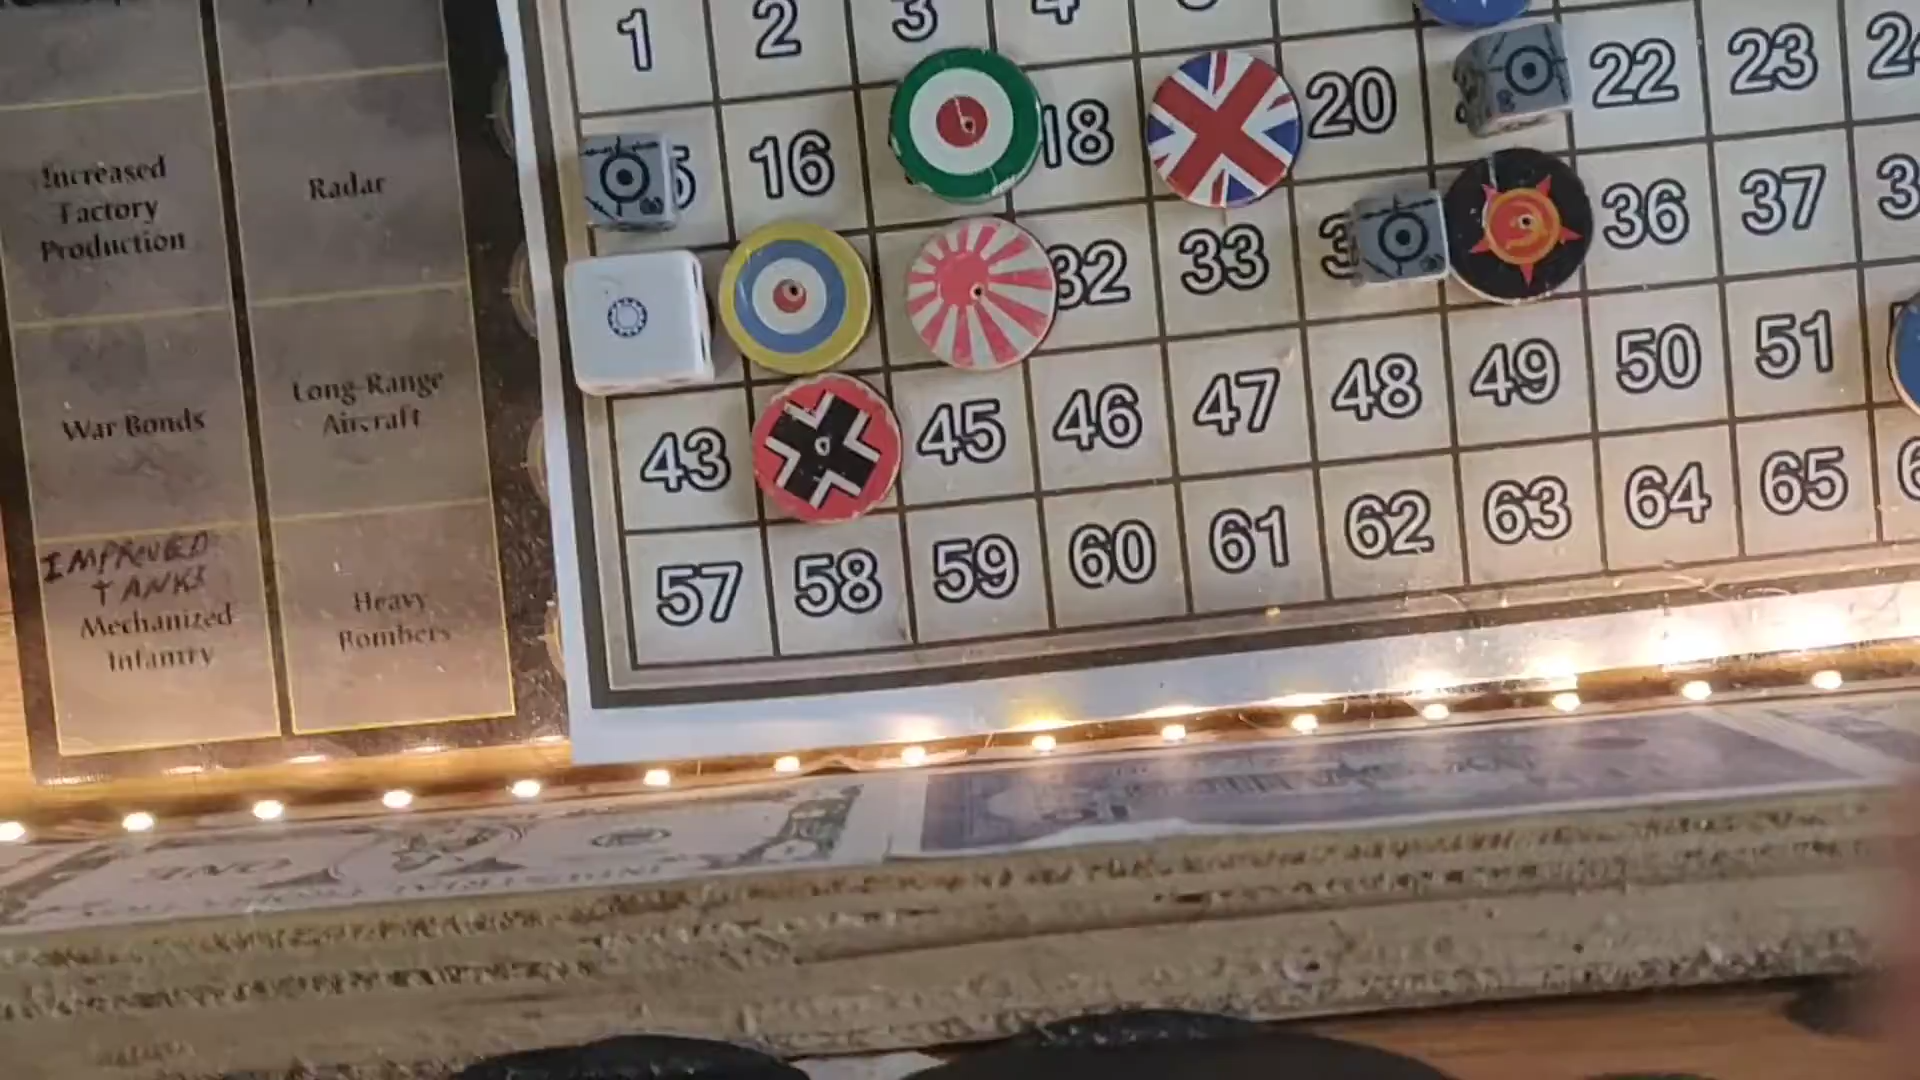 Increased
Factory
Production
Radar
War Bonds
Long-Range
Aircraft
IMPROVED
TANKS
Mechanized
Infantry
Heavy
Bombers
1 2 3 4
16 18 20 22 23
32 33 36 37
43 45 46 47 48 49 50 51
57 58 59 60 61 62 63 64 65
ONE